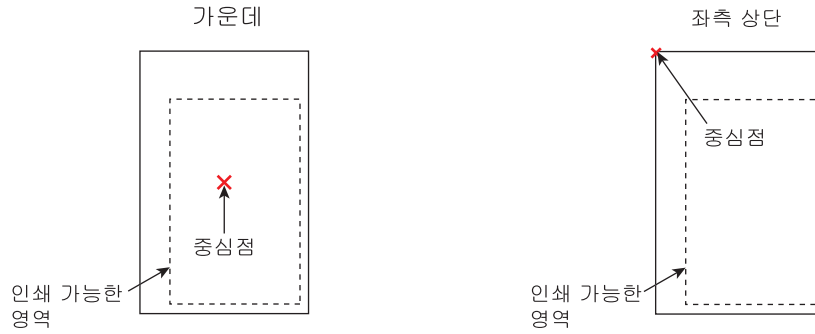 가운데
중심점
인쇄 가능한
영역
좌측 상단
중심점
인쇄 가능한
영역